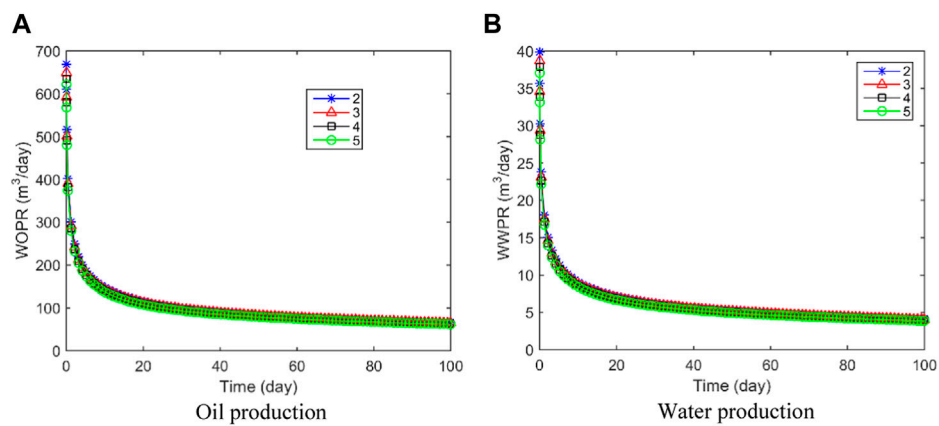 A
B
700
600
500
400
300
200
100
0
WOPR (m³/day)
2
3
4
5
0 20 40 60 80 100
Time (day)
Oil production
40
35
30
25
20
15
10
5
0
WWPR (m³/day)
2
3
4
5
0 20 40 60 80 100
Time (day)
Water production